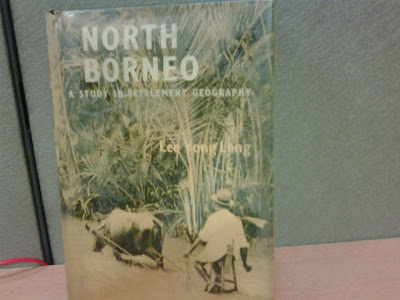 NORTH
BORNEO
A STUDY IN SETTLEMENT GEOGRAPHY
Lee Yong Leng